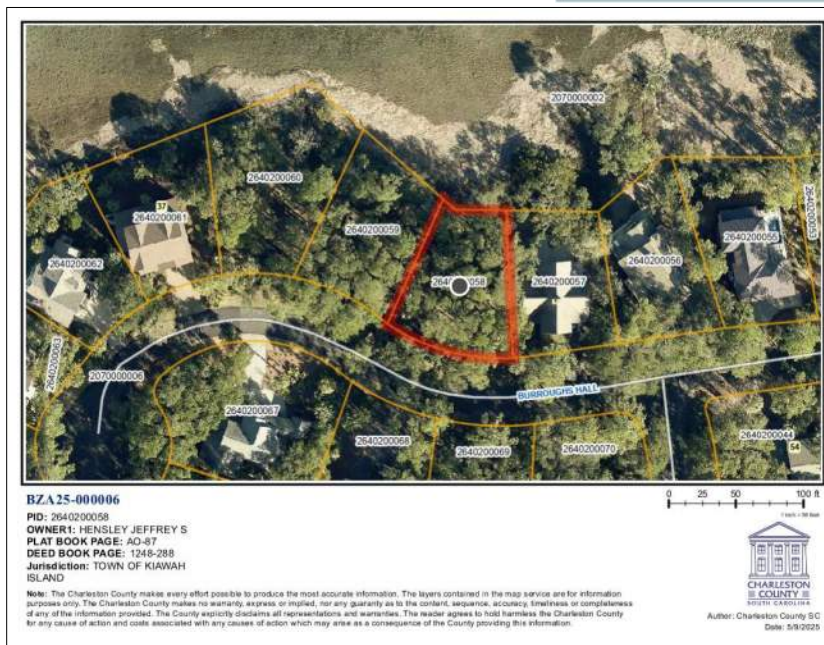 2070000002
2640200060
37
2640200061
2640200059
2640200062
2640200058
2640200057
2640200056
2640200055
2640200053
2640200063
2070000006
2640200067
2640200068
2640200069
2640200070
BURROUGHS HALL
2640200044
54
BZA25-000006
PID: 2640200058
OWNER1: HENSLEY JEFFREY S
PLAT BOOK PAGE: AO-87
DEED BOOK PAGE: 1248-288
Jurisdiction: TOWN OF KIAWAH
ISLAND
0 25 50 100 ft
CHARLESTON
COUNTY
SOUTH CAROLINA
Note: The Charleston County makes every effort possible to produce the most accurate information. The layers contained in the map service are for information
purposes only. The Charleston County makes no warranty, express or implied, nor any guaranty as to the content, sequence, accuracy, timeliness or completeness
of any of the information provided. The County explicitly disclaims all representations and warranties. The reader agrees to hold harmless the Charleston County
for any cause of action and costs associated with any causes of action which may arise as a consequence of the County providing this information.
Author: Charleston County SC
Date: 5/9/2025